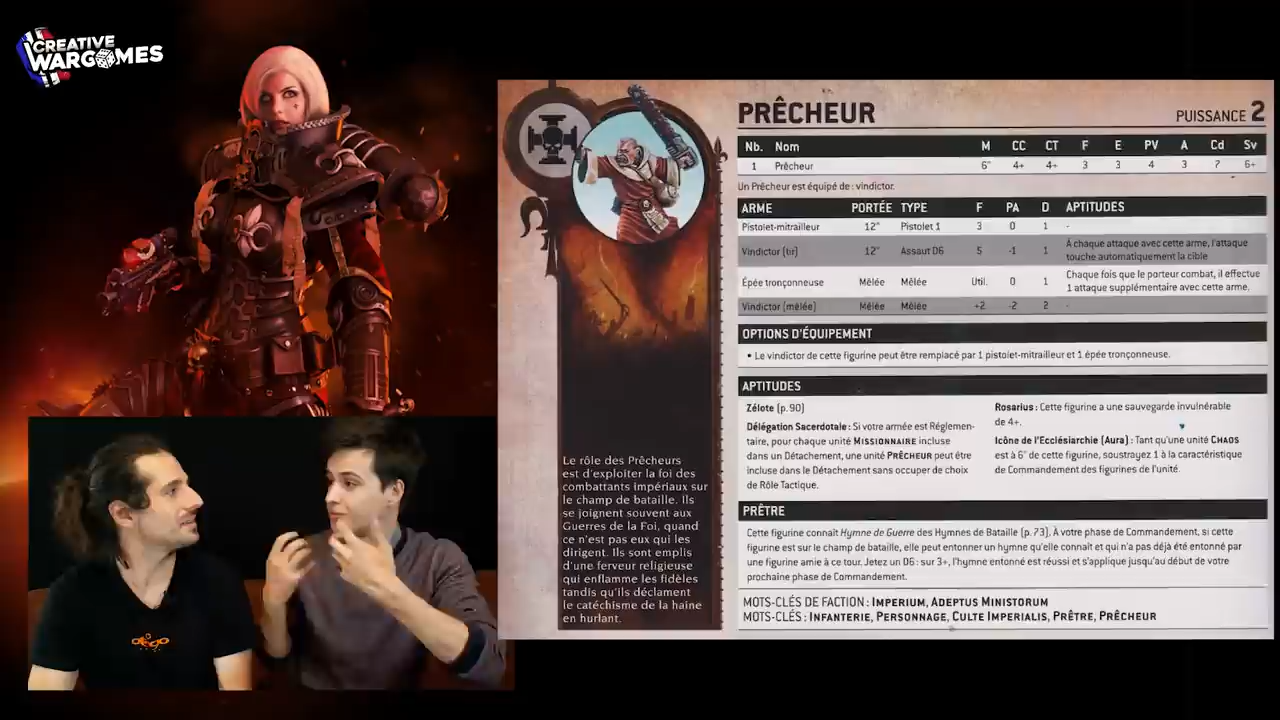 CREATIVE
WARGAMES
PRÊCHEUR
PUISSANCE 2
Nb. Nom M CC CT F E PV A Cd Sv
1 Prêcheur 6" 4+ 4+ 3 3 4 3 7 6+
Un Prêcheur est équipé de : vindictor.
ARME PORTÉE TYPE F PA D APTITUDES
Pistolet-mitrailleur 12" Pistolet 1 3 0 1 -
Vindictor (tir) 12" Assaut D6 5 -1 1 À chaque attaque avec cette arme, l'attaque
touche automatiquement la cible
Épée tronçonneuse Mêlée Mêlée Util. 0 1 Chaque fois que le porteur combat, il effectue
1 attaque supplémentaire avec cette arme.
Vindictor (mêlée) Mêlée Mêlée +2 -2 2 -
OPTIONS D'ÉQUIPEMENT
• Le vindictor de cette figurine peut être remplacé par 1 pistolet-mitrailleur et 1 épée tronçonneuse.
APTITUDES
Zélote (p.90)
Délégation Sacerdotale : Si votre armée est Réglemen-
taire, pour chaque unité MISSIONNAIRE incluse
dans un Détachement, une unité PRÊCHEUR peut être
incluse dans le Détachement sans occuper de choix
de Rôle Tactique.
Rosarius : Cette figurine a une sauvegarde invulnérable
de 4+.
Icône de l'Ecclésiarchie (Aura) : Tant qu'une unité CHAOS
est à 6" de cette figurine, soustrayez 1 à la caractéristique
de Commandement des figurines de l'unité.
PRÊTRE
Cette figurine connaît Hymne de Guerre des Hymnes de Bataille (p. 73). À votre phase de Commandement, si cette
figurine est sur le champ de bataille, elle peut entonner un hymne qu'elle connaît et qui n'a pas déjà été entonné par
une figurine amie à ce tour. Jetez un D6 : sur 3+, l'hymne entonné est réussi et s'applique jusqu'au début de votre
prochaine phase de Commandement.
MOTS-CLÉS DE FACTION : IMPERIUM, ADEPTUS MINISTORUM
MOTS-CLÉS : INFANTERIE, PERSONNAGE, CULTE IMPERIALIS, PRÊTRE, PRÊCHEUR
Le rôle des Prêcheurs
est d'exploiter la foi des
combattants impériaux sur
le champ de bataille. Ils
se joignent souvent aux
Guerres de la Foi, quand
ce n'est pas eux qui les
dirigent. Ils sont emplis
d'une ferveur religieuse
qui enflamme les fidèles
tandis qu'ils déclament
le catéchisme de la haine
en hurlant.